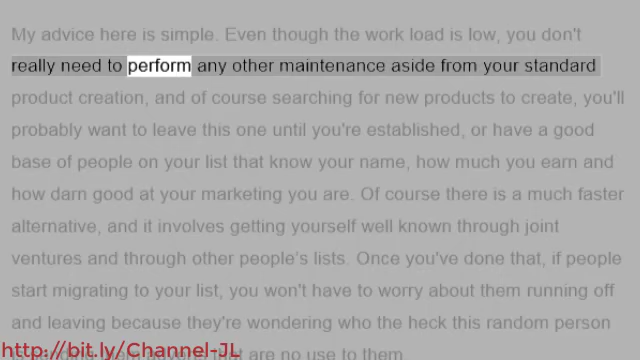 My advice here is simple. Even though the work load is low, you don't
really need to perform any other maintenance aside from your standard
product creation, and of course searching for new products to create, you'll
probably want to leave this one until you're established, or have a good
base of people on your list that know your name, how much you earn and
how darn good at your marketing you are. Of course there is a much faster
alternative, and it involves getting yourself well known through joint
ventures and through other people's lists. Once you've done that, if people
start migrating to your list, you won't have to worry about them running off
and leaving because they're wondering who the heck this random person
are no use to them.
http://bit.ly/Channel-JL